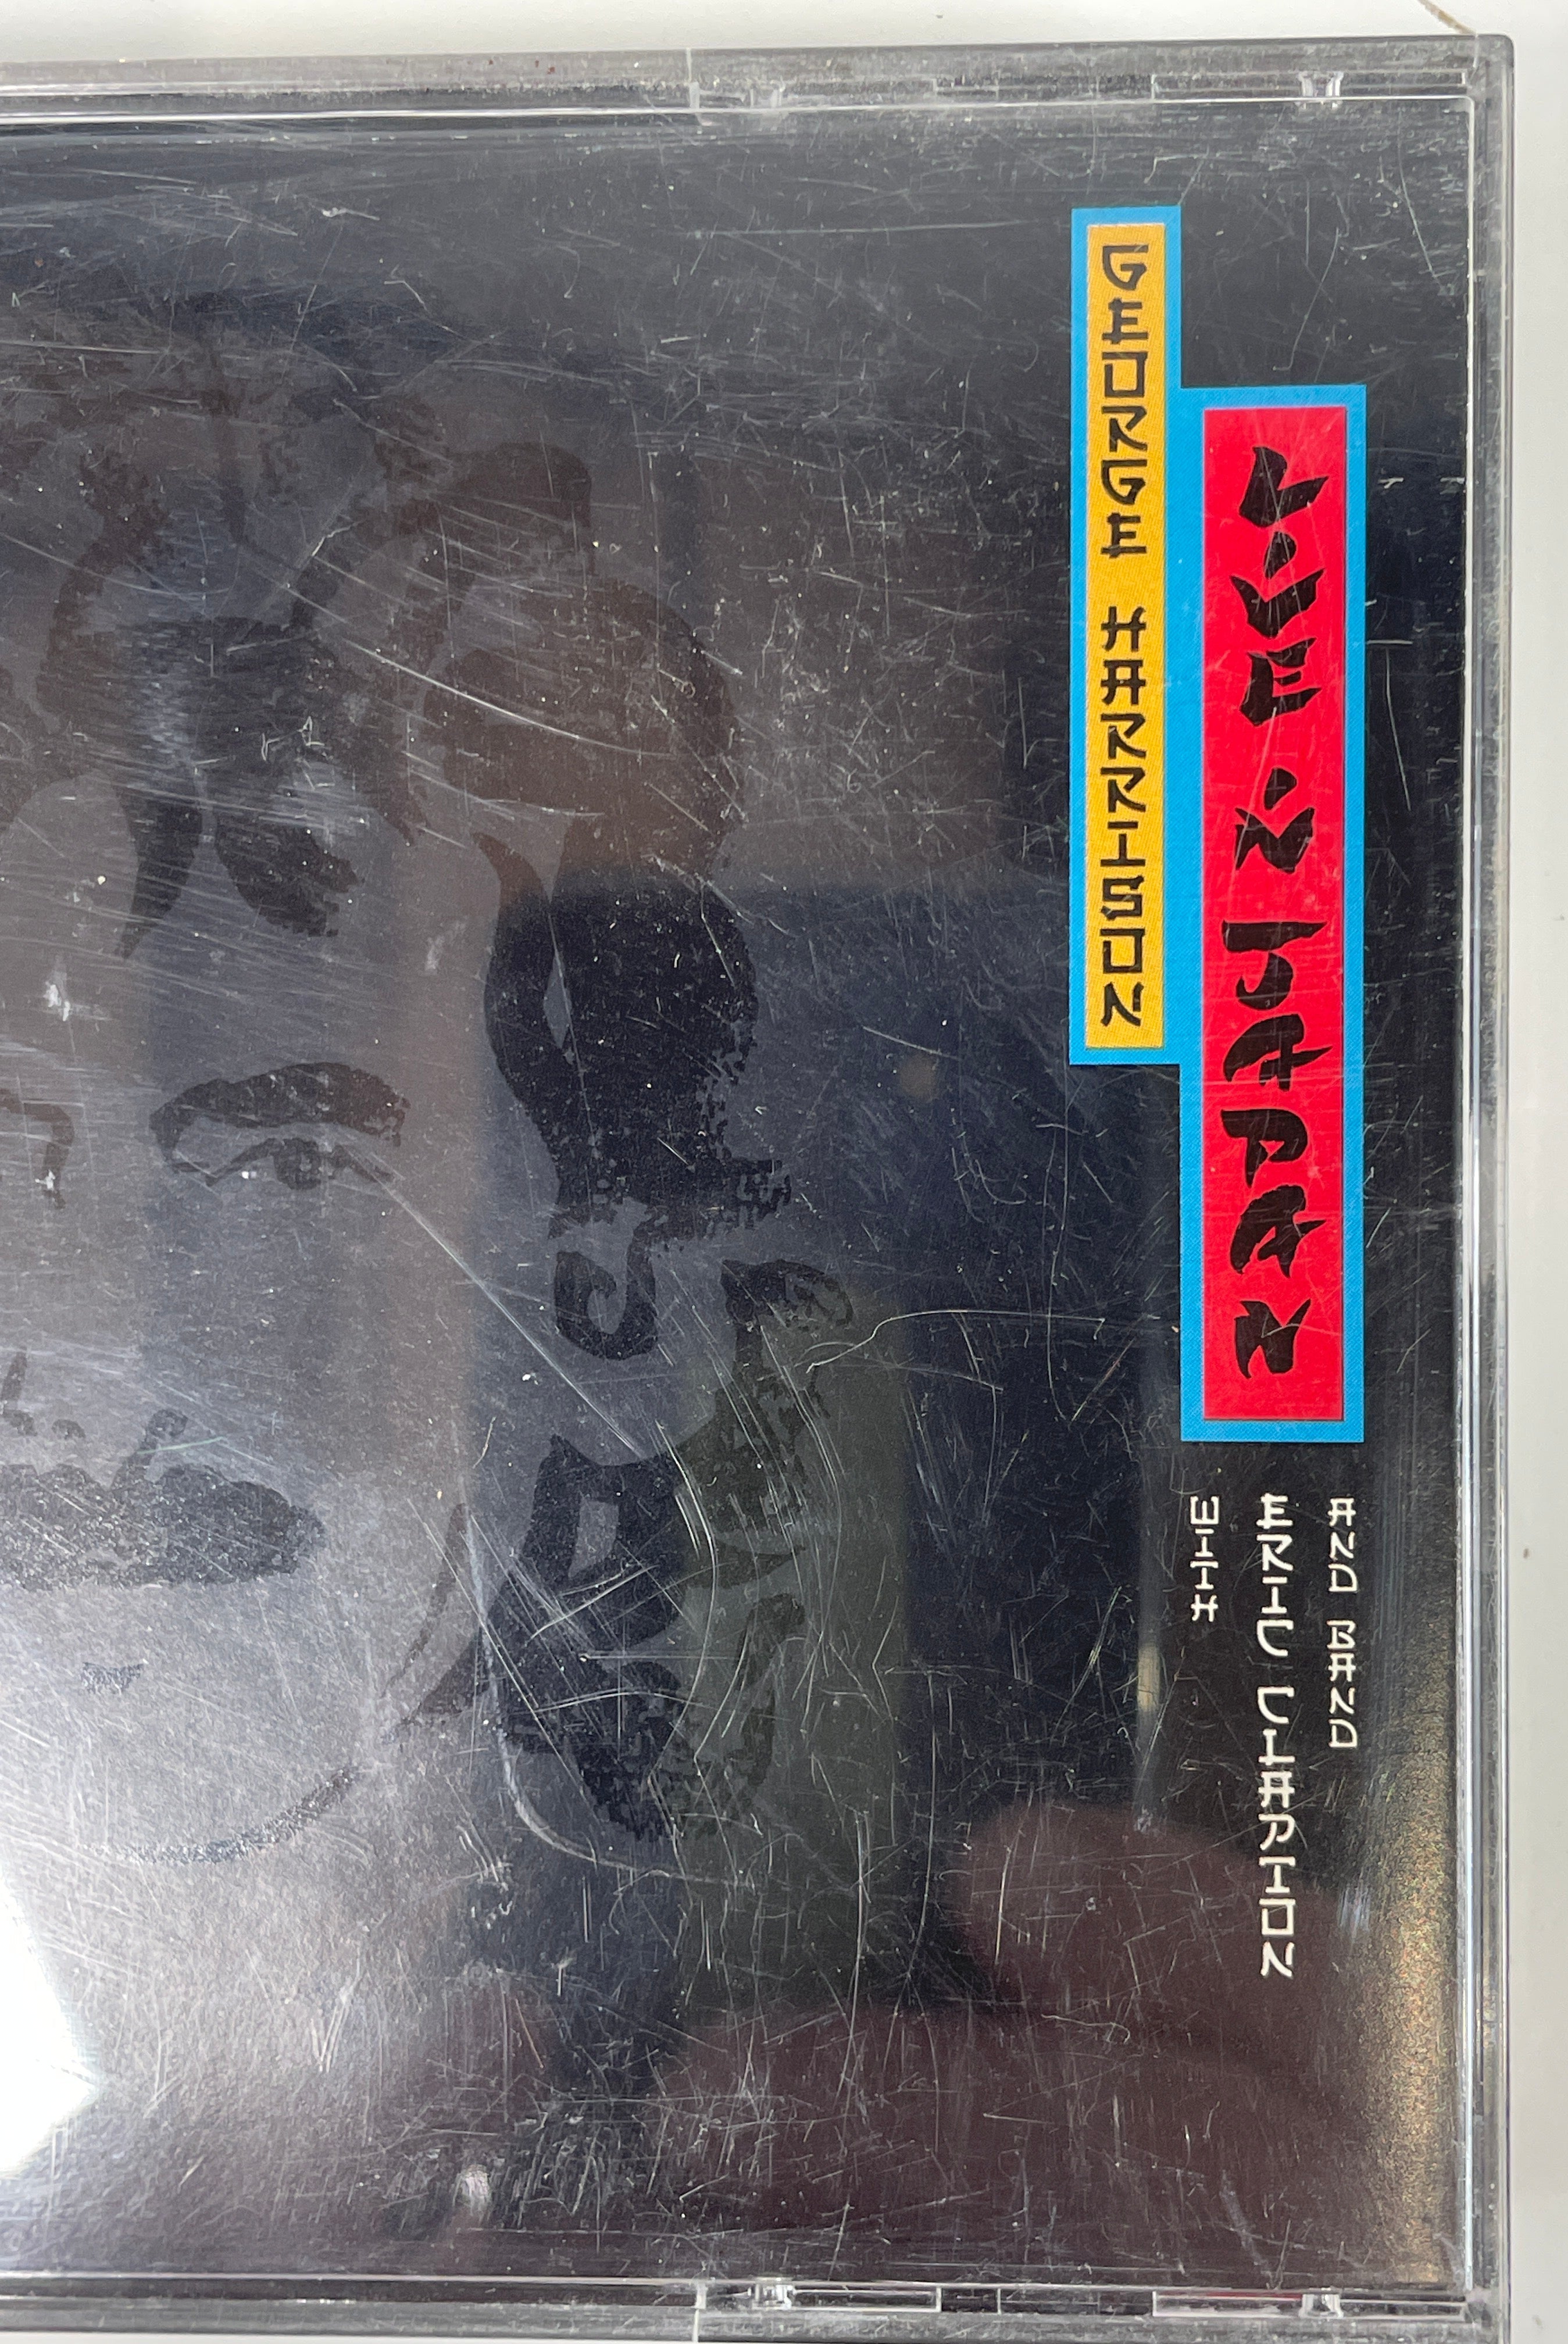 GEORGE HARRISON
LIVE IN JAPAN
WITH
ERIC CLAPTON
AND BAND